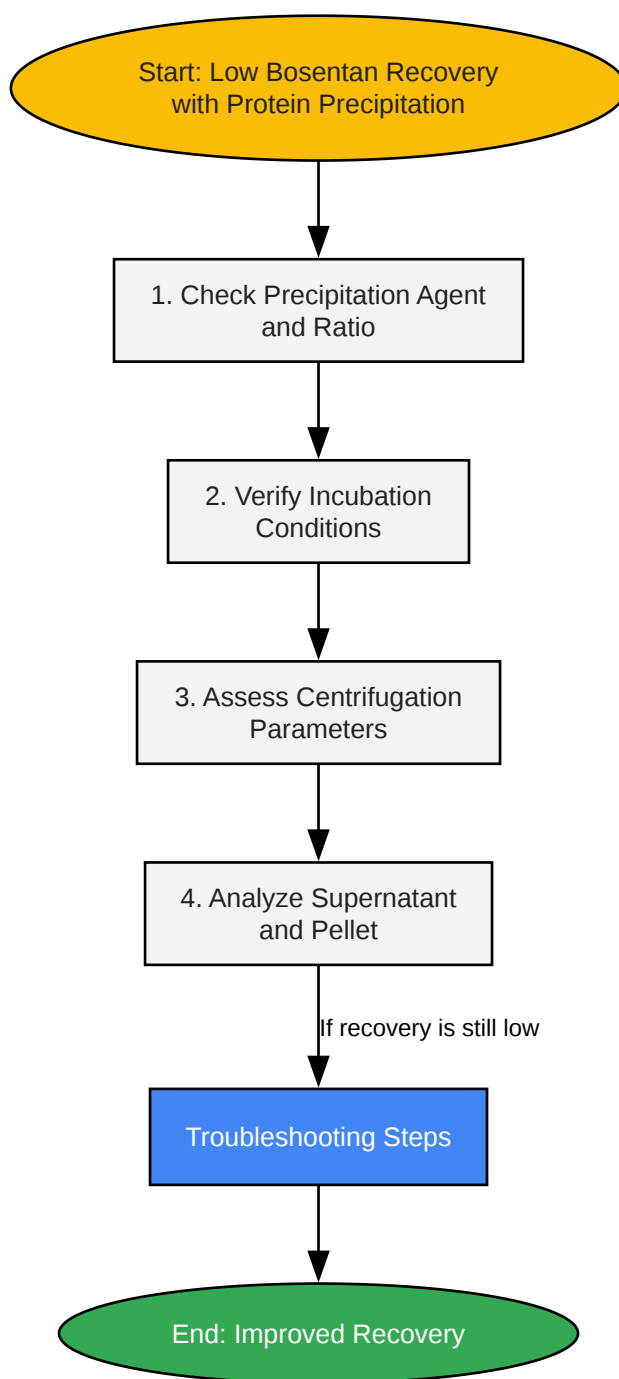 Start: Low Bosentan Recovery
with Protein Precipitation
1. Check Precipitation Agent
and Ratio
2. Verify Incubation
Conditions
3. Assess Centrifugation
Parameters
4. Analyze Supernatant
and Pellet
If recovery is still low
Troubleshooting Steps
End: Improved Recovery